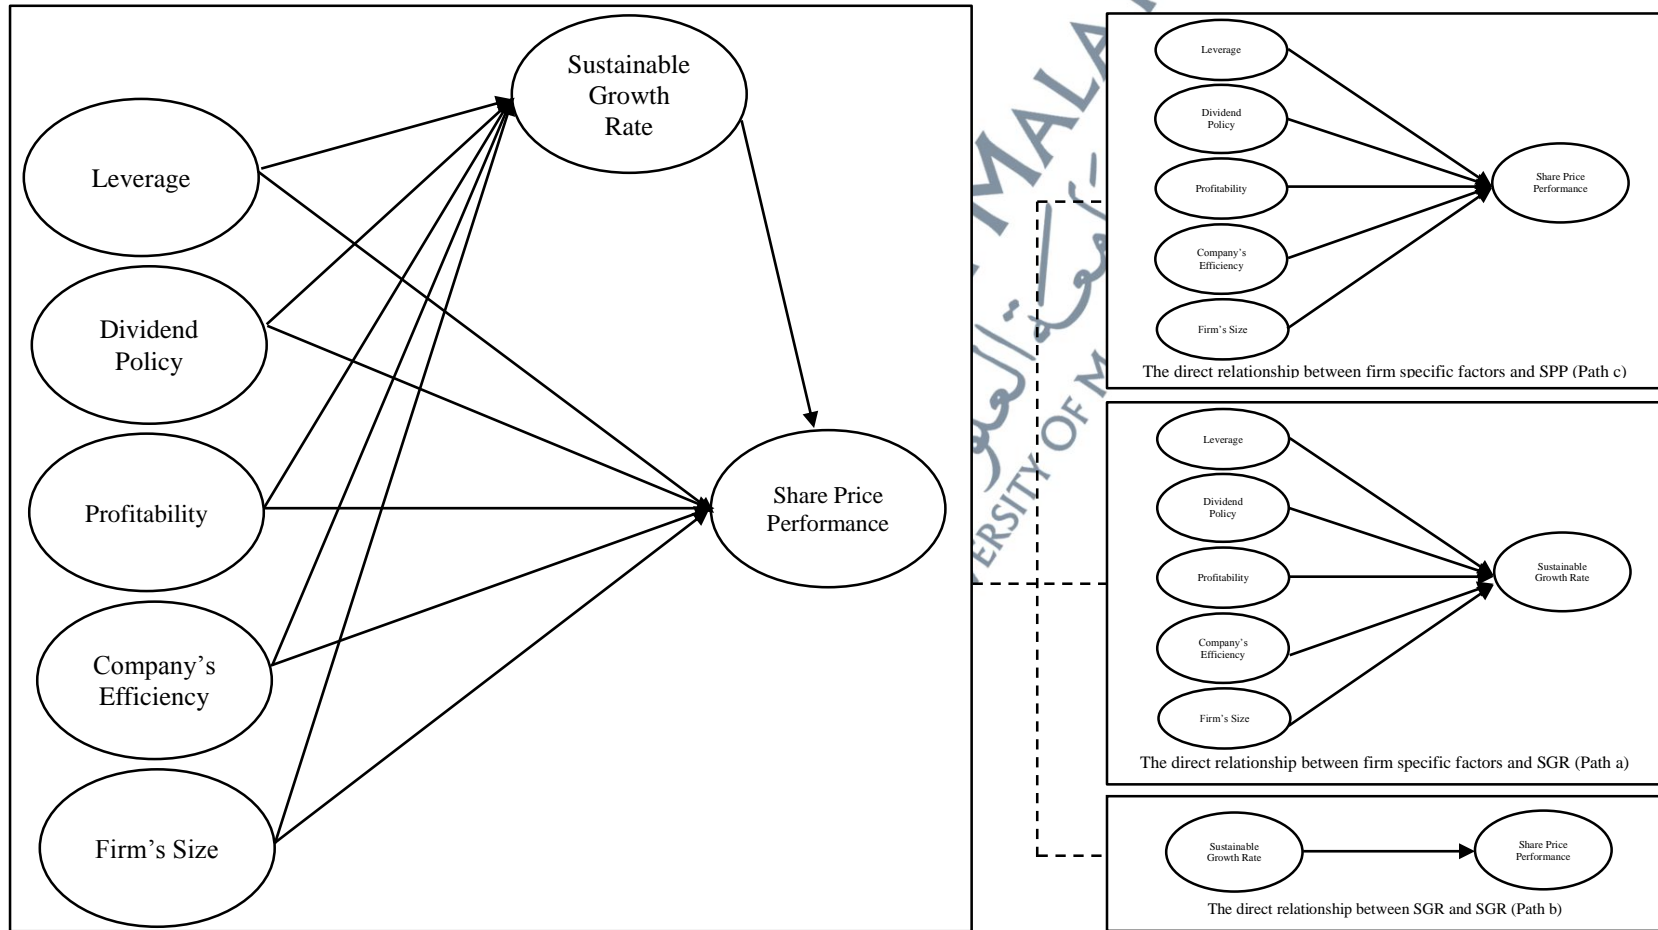 Sustainable
Growth
Rate
Leverage
Dividend
Policy
Profitability
Share Price
Performance
Company’s
Efficiency
Firm’s Size
Leverage
Dividend
Policy
Profitability
Share Price
Performance
Company’s
Efficiency
Firm’s Size
The direct relationship between firm specific factors and SPP (Path c)
Leverage
Dividend
Policy
Profitability
Sustainable
Growth Rate
Company’s
Efficiency
Firm’s Size
The direct relationship between firm specific factors and SGR (Path a)
Sustainable
Growth Rate
Share Price
Performance
The direct relationship between SGR and SGR (Path b)